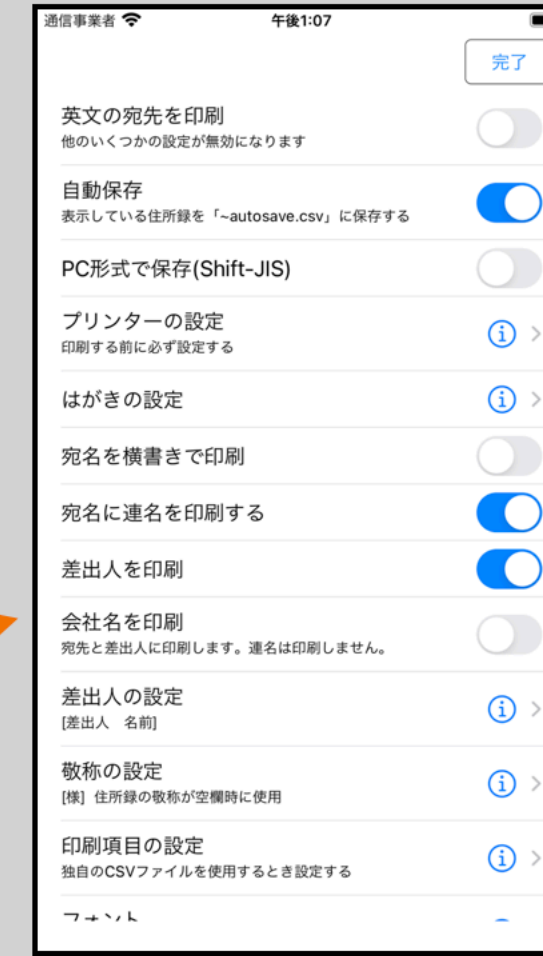 通信事業者 午後1:07
完了
英文の宛先を印刷
他のいくつかの設定が無効になります
自動保存
表示している住所録を「~autosave.csv」に保存する
PC形式で保存(Shift-JIS)
プリンターの設定
印刷する前に必ず設定する
はがきの設定
宛名を横書きで印刷
宛名に連名を印刷する
差出人を印刷
会社名を印刷
宛先と差出人に印刷します。連名は印刷しません。
差出人の設定
[差出人　名前]
敬称の設定
[様] 住所録の敬称が空欄時に使用
印刷項目の設定
独自のCSVファイルを使用するとき設定する
フォント